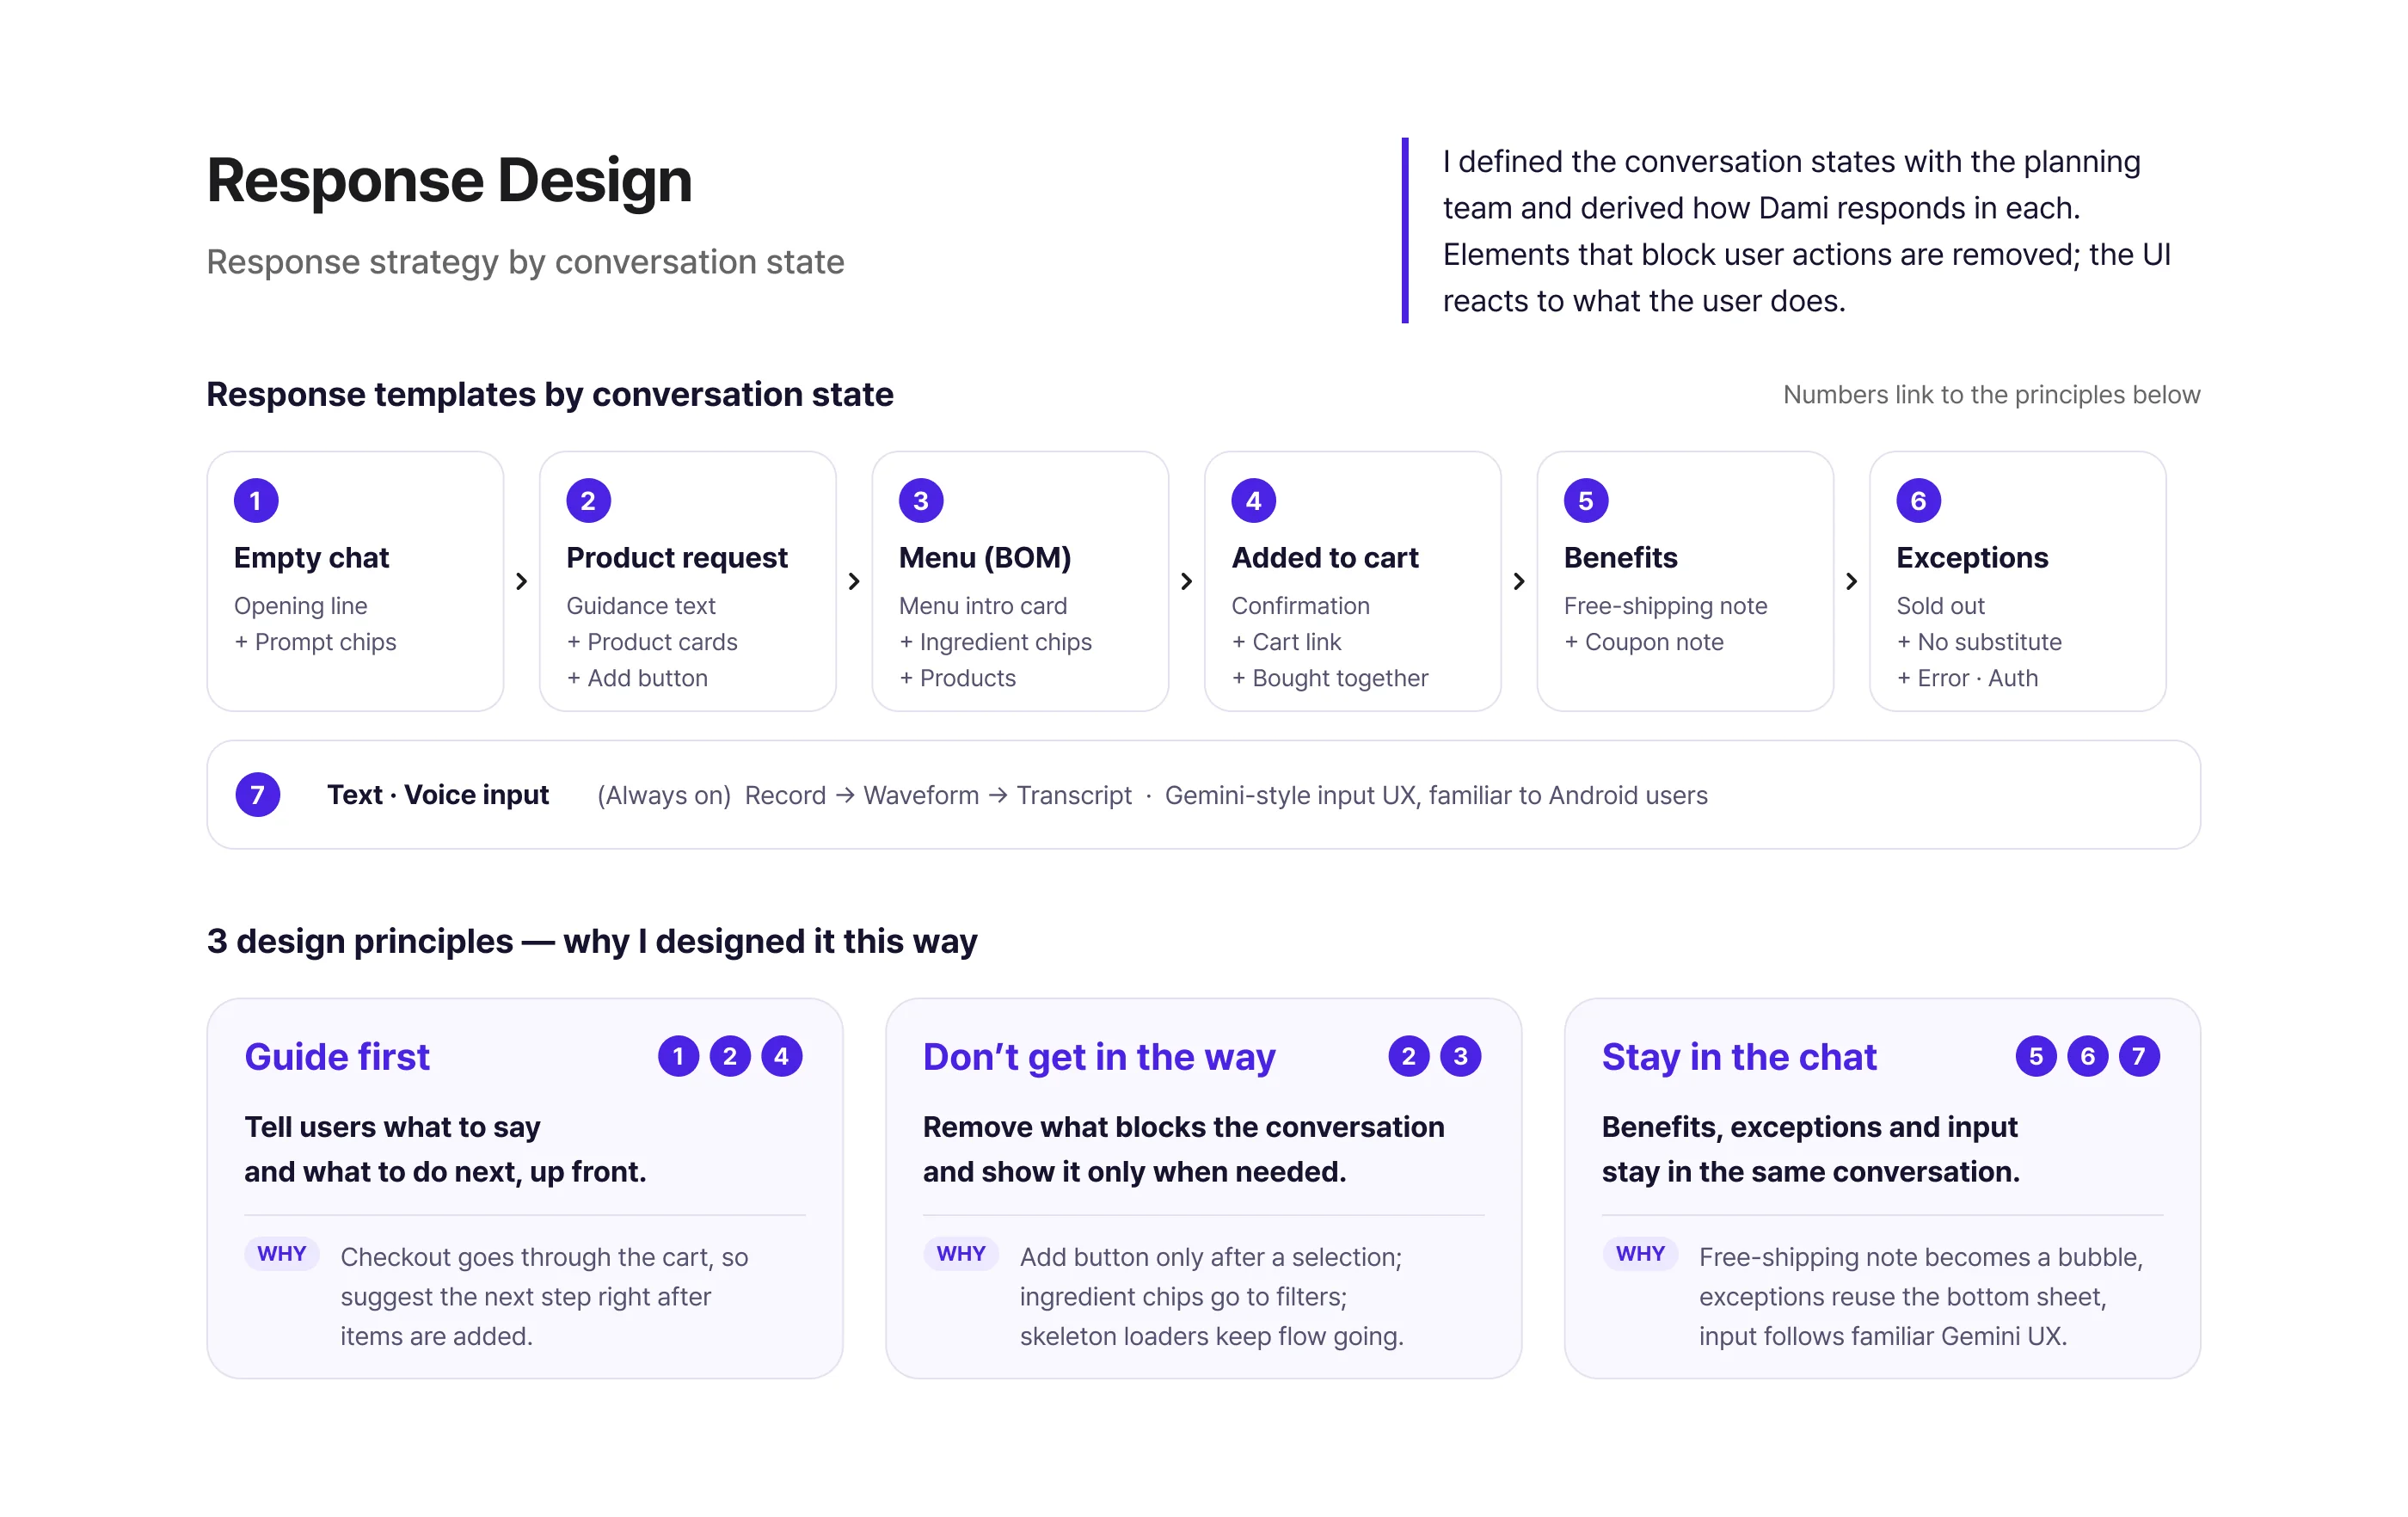 Response Design
Response strategy by conversation state
I defined the conversation states with the planning
team and derived how Dami responds in each.
Elements that block user actions are removed; the UI
reacts to what the user does.
Response templates by conversation state
Numbers link to the principles below
1
Empty chat
Opening line
+ Prompt chips
2
Product request
Guidance text
+ Product cards
+ Add button
3
Menu (BOM)
Menu intro card
+ Ingredient chips
+ Products
4
Added to cart
Confirmation
+ Cart link
+ Bought together
5
Benefits
Free-shipping note
+ Coupon note
6
Exceptions
Sold out
+ No substitute
+ Error · Auth
7 Text · Voice input (Always on) Record → Waveform → Transcript · Gemini-style input UX, familiar to Android users
3 design principles — why I designed it this way
Guide first 1 2 4
Tell users what to say
and what to do next, up front.
WHY Checkout goes through the cart, so
suggest the next step right after
items are added.
Don’t get in the way 2 3
Remove what blocks the conversation
and show it only when needed.
WHY Add button only after a selection;
ingredient chips go to filters;
skeleton loaders keep flow going.
Stay in the chat 5 6 7
Benefits, exceptions and input
stay in the same conversation.
WHY Free-shipping note becomes a bubble,
exceptions reuse the bottom sheet,
input follows familiar Gemini UX.